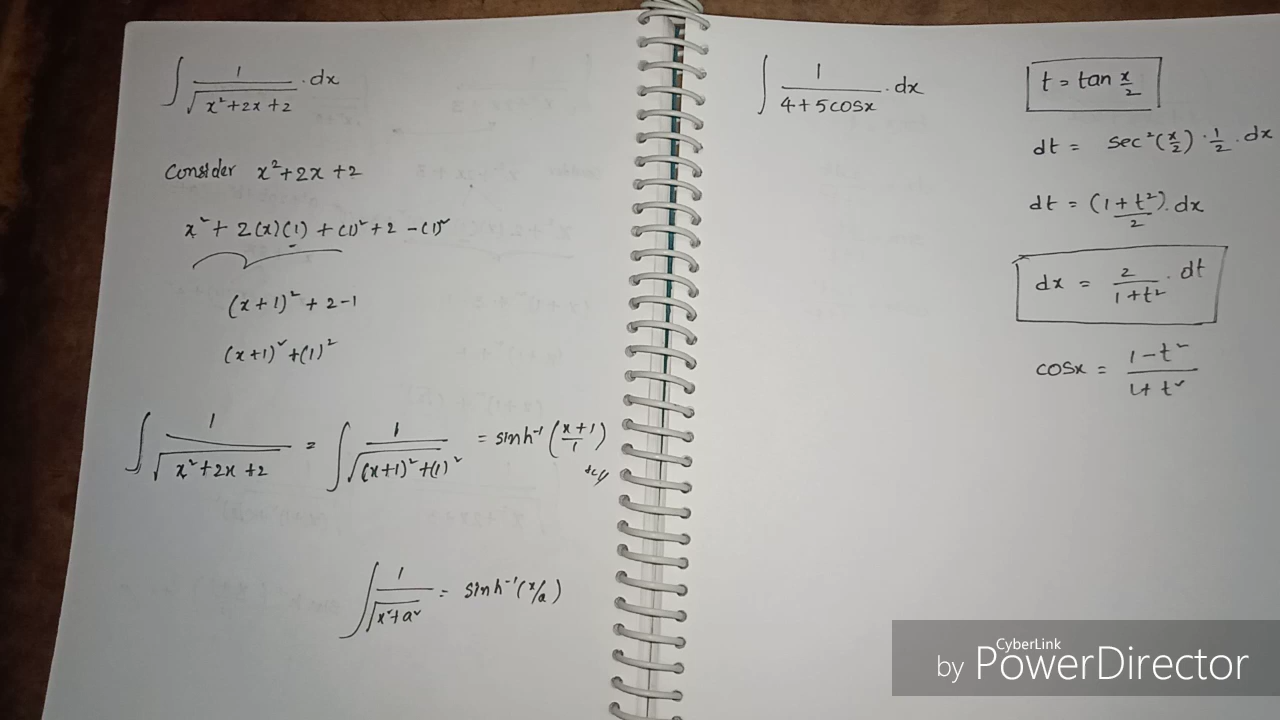 ∫ 1/√(x²+2x+2) .dx
Consider x²+2x+2
x²+2(x)(1)+(1)²+2-(1)²
(x+1)²+2-1
(x+1)²+(1)²
∫ 1/√(x²+2x+2) = ∫ 1/√((x+1)²+(1)²) = sinh⁻¹((x+1)/1)
+c//
∫ 1/√(x²+a²) = sinh⁻¹(x/a)
∫ 1/(4+5cosx) .dx
t = tan x/2
dt = sec²(x/2)·1/2.dx
dt = (1+t²)/2.dx
dx = 2/(1+t²).dt
cosx = (1-t²)/(1+t²)
CyberLink
by PowerDirector